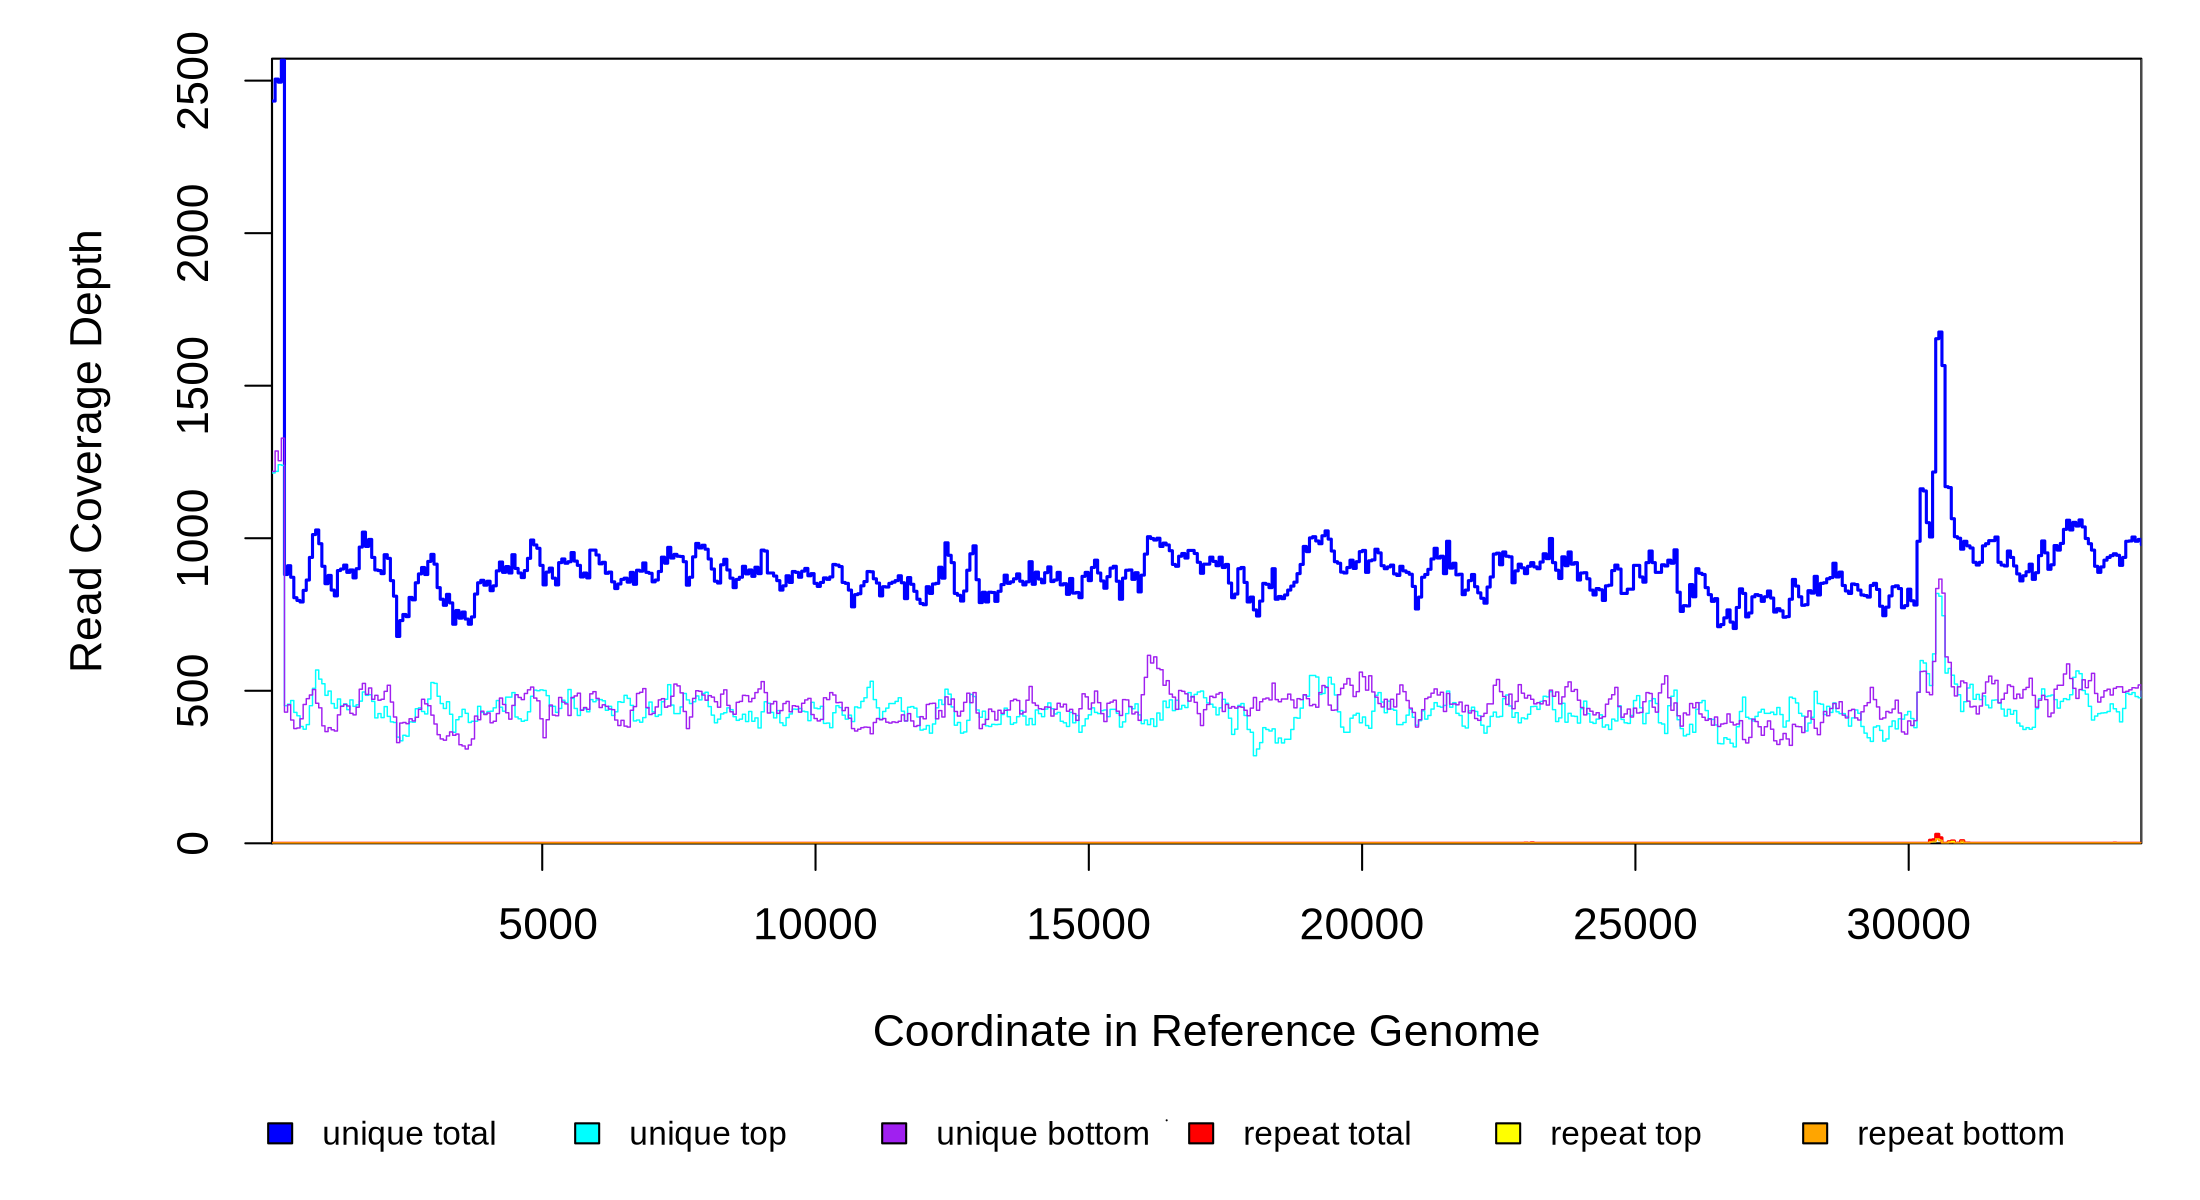 2500
2000
1500
1000
500
0
Read Coverage Depth
5000 10000 15000 20000 25000 30000
Coordinate in Reference Genome
unique total unique top unique bottom repeat total repeat top repeat bottom